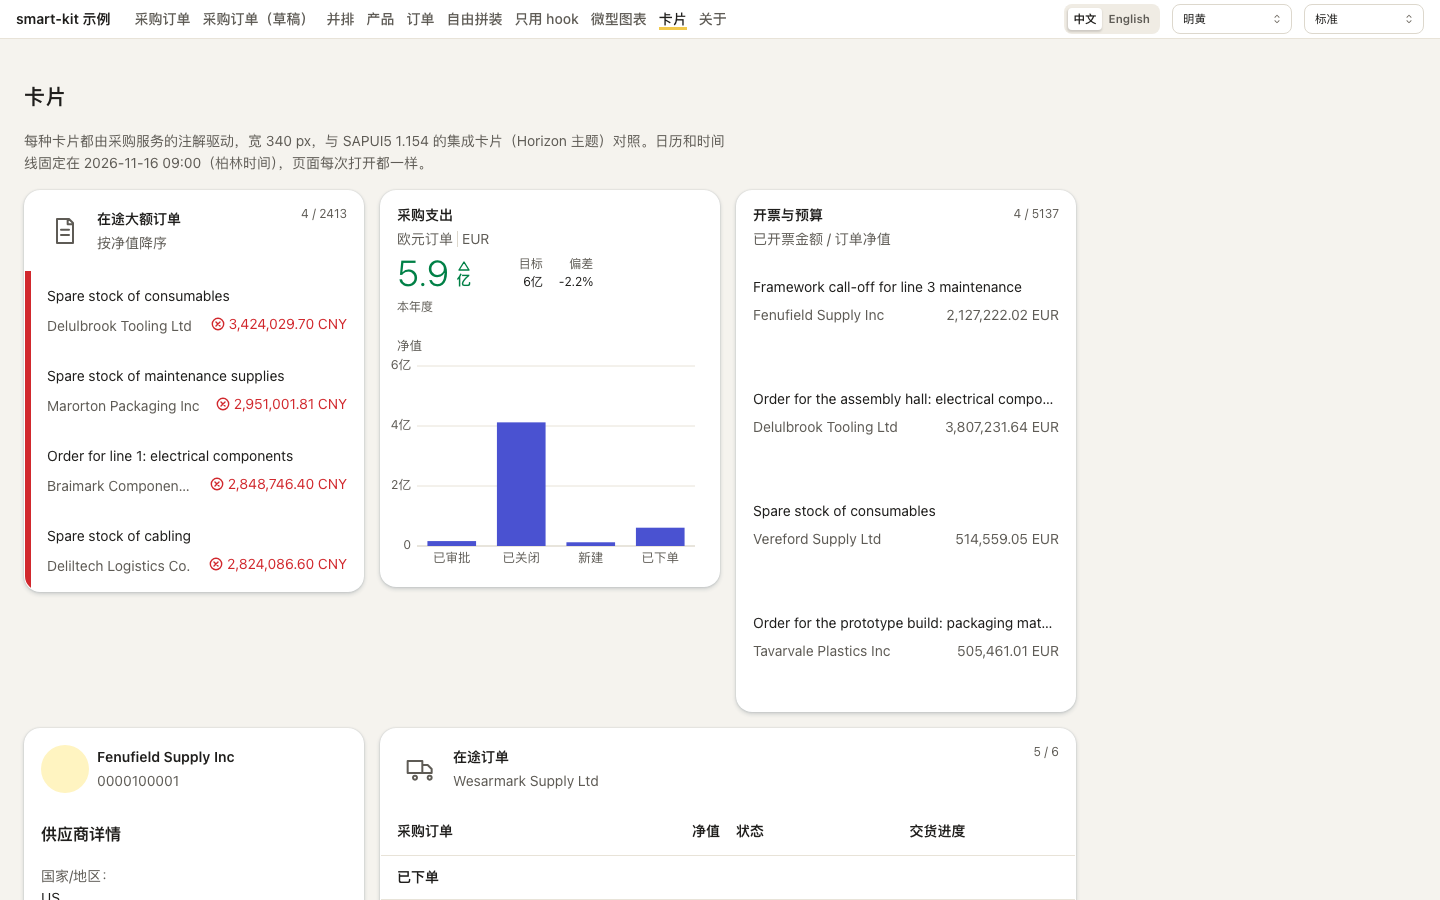 smart-kit 示例
采购订单
采购订单（草稿）
并排
产品
订单
自由拼装
只用 hook
微型图表
卡片
关于
中文
English
明黄
标准
卡片
每种卡片都由采购服务的注解驱动，宽 340 px，与 SAPUI5 1.154 的集成卡片（Horizon 主题）对照。日历和时间
线固定在 2026-11-16 09:00（柏林时间），页面每次打开都一样。
在途大额订单
4 / 2413
按净值降序
Spare stock of consumables
Delulbrook Tooling Ltd
3,424,029.70 CNY
Spare stock of maintenance supplies
Marorton Packaging Inc
2,951,001.81 CNY
Order for line 1: electrical components
Braimark Componen...
2,848,746.40 CNY
Spare stock of cabling
Deliltech Logistics Co.
2,824,086.60 CNY
采购支出
欧元订单
EUR
5.9
亿
目标
偏差
6亿
-2.2%
本年度
净值
6亿
4亿
2亿
0
已审批
已关闭
新建
已下单
开票与预算
4 / 5137
已开票金额 / 订单净值
Framework call-off for line 3 maintenance
Fenufield Supply Inc
2,127,222.02 EUR
Order for the assembly hall: electrical compo...
Delulbrook Tooling Ltd
3,807,231.64 EUR
Spare stock of consumables
Vereford Supply Ltd
514,559.05 EUR
Order for the prototype build: packaging mat...
Tavarvale Plastics Inc
505,461.01 EUR
Fenufield Supply Inc
0000100001
供应商详情
国家/地区：
US
在途订单
5 / 6
Wesarmark Supply Ltd
采购订单
净值
状态
交货进度
已下单